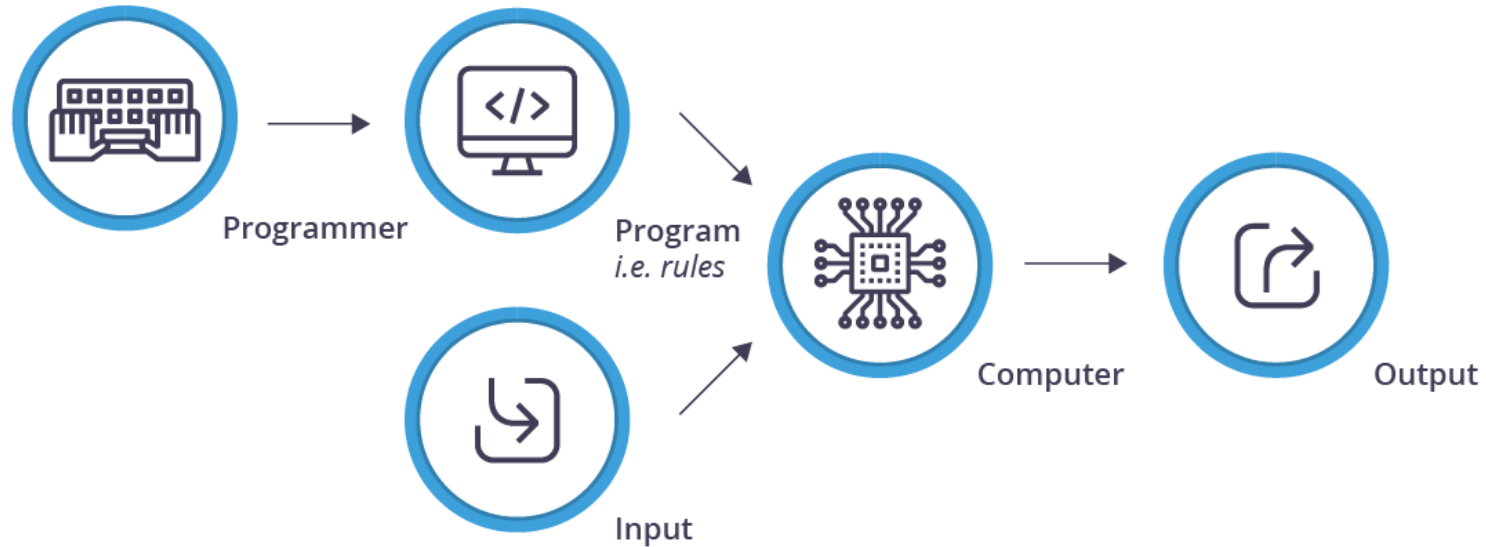 Programmer
Program
i.e. rules
Computer
Output
Input